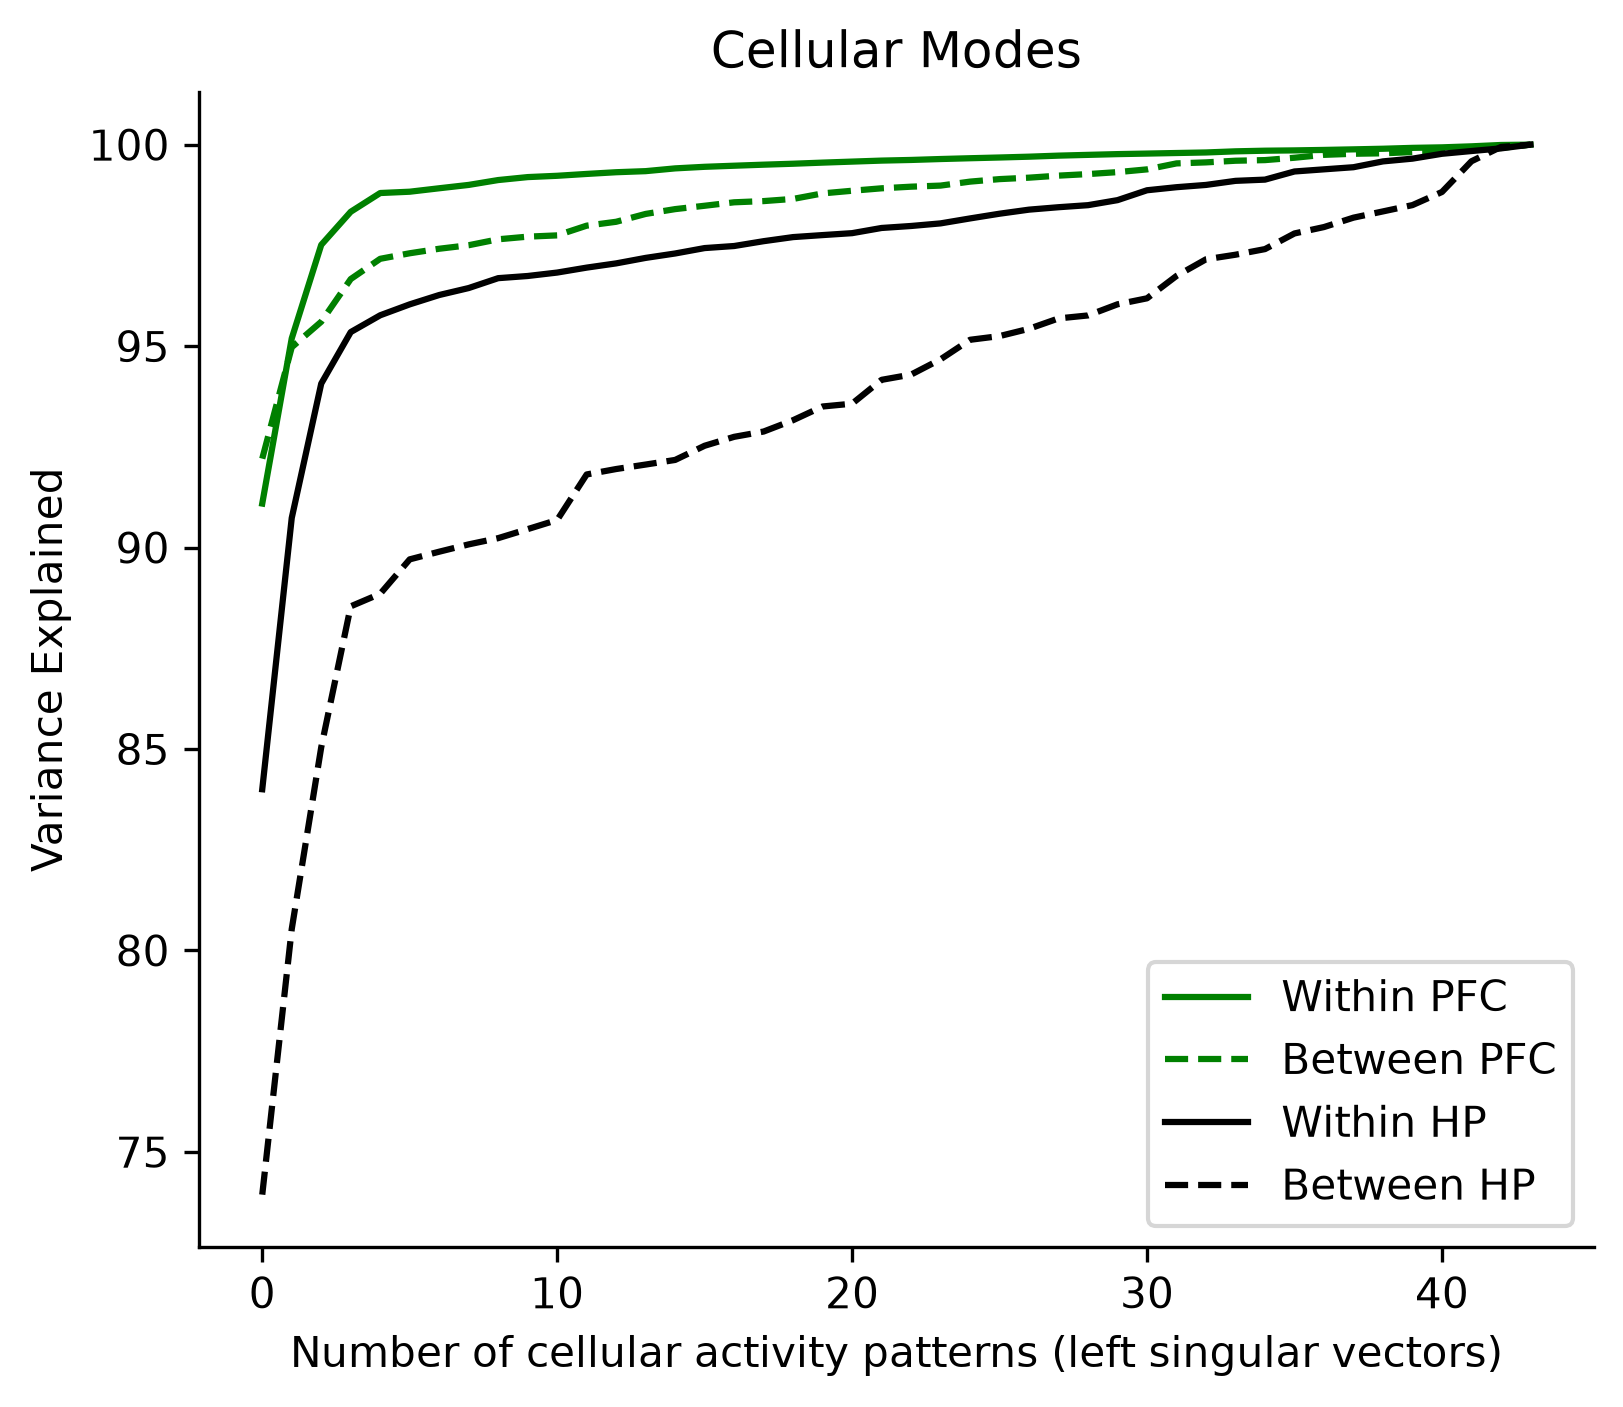 Cellular Modes
100
95
90
85
80
75
Variance Explained
0 10 20 30 40
Number of cellular activity patterns (left singular vectors)
Within PFC
Between PFC
Within HP
Between HP